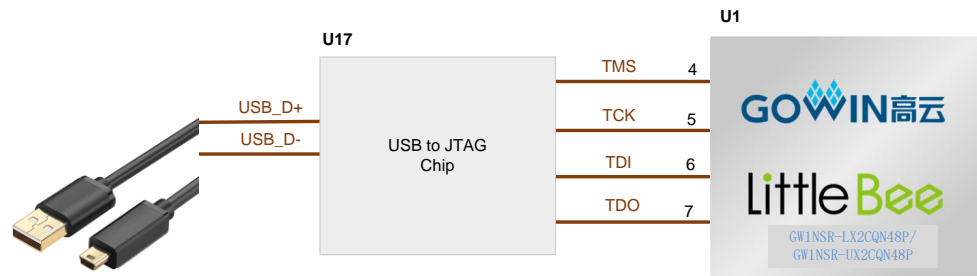 U1
U17
TMS 4
USB_D+
TCK 5
USB_D-
USB to JTAG
Chip
TDI 6
TDO 7
GOWIN高云
LittleBee
GW1NSR-LX2CQN48P/
GW1NSR-UX2CQN48P